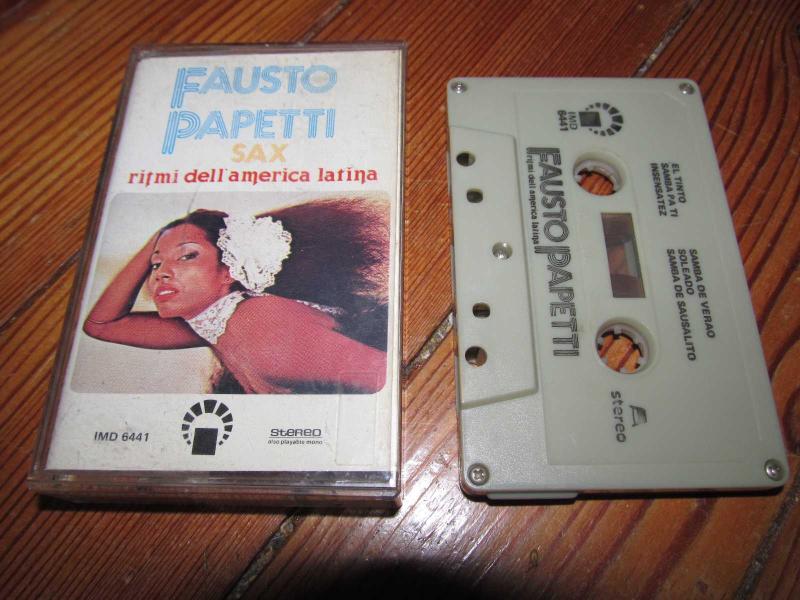 FAUSTO
PAPETTI
SAX
ritmi dell'america latina
IMD 6441
STEREO
also playable mono
IMD
6441
FAUSTO PAPETTI
ritmi dell'america latina
EL TINTO
SAMBA PA TI
INSENSATEZ
SAMBA DE VERAO
SOLEADO
SAMBA DE SAUSALITO
A
stereo